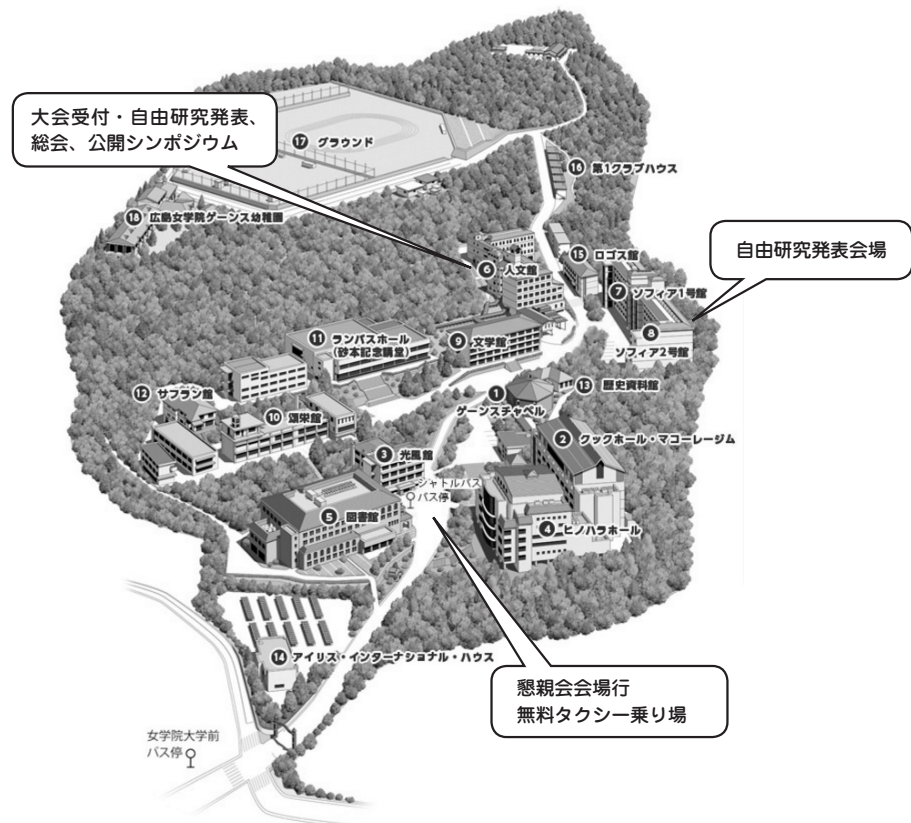 大会受付・自由研究発表、
総会、公開シンポジウム
⑰ グラウンド
⑯ 第1クラブハウス
⑱ 広島女学院ゲーンス幼稚園
自由研究発表会場
⑮ ロゴス館
⑥ 人文館
⑦ ソフィア1号館
⑧
ソフィア2号館
⑪ ランバスホール
(砂本記念講堂)
⑨ 文学館
⑫ サフラン館
① ゲーンスチャペル
⑬ 歴史資料館
⑩ 頌栄館
② クックホール・マコーレージム
③ 光風館
シャトルバス
バス停
⑤ 図書館
④ ヒノハラホール
⑭ アイリス・インターナショナル・ハウス
懇親会会場行
無料タクシー乗り場
女学院大学前
バス停